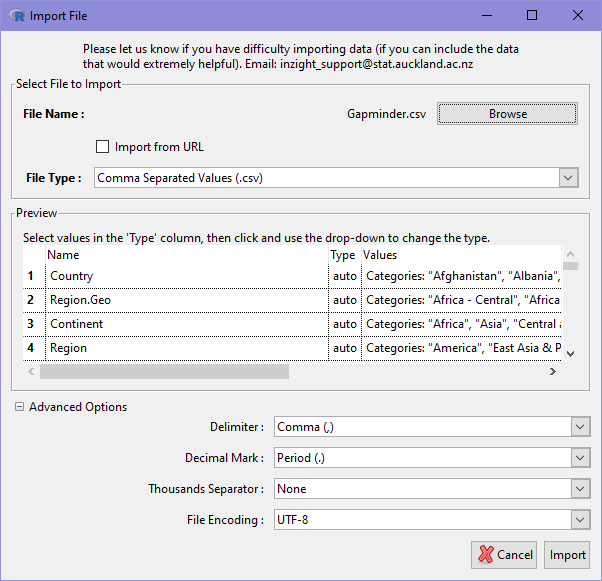 Import File
Please let us know if you have difficulty importing data (if you can include the data
that would extremely helpful). Email: inzight_support@stat.auckland.ac.nz
Select File to Import
File Name : Gapminder.csv Browse
Import from URL
File Type : Comma Separated Values (.csv)
Preview
Select values in the 'Type' column, then click and use the drop-down to change the type.
Name Type Values
1 Country auto Categories: "Afghanistan", "Albania",
2 Region.Geo auto Categories: "Africa - Central", "Africa
3 Continent auto Categories: "Africa", "Asia", "Central
4 Region auto Categories: "America", "East Asia & P
Advanced Options
Delimiter : Comma (,)
Decimal Mark : Period (.)
Thousands Separator : None
File Encoding : UTF-8
Cancel Import